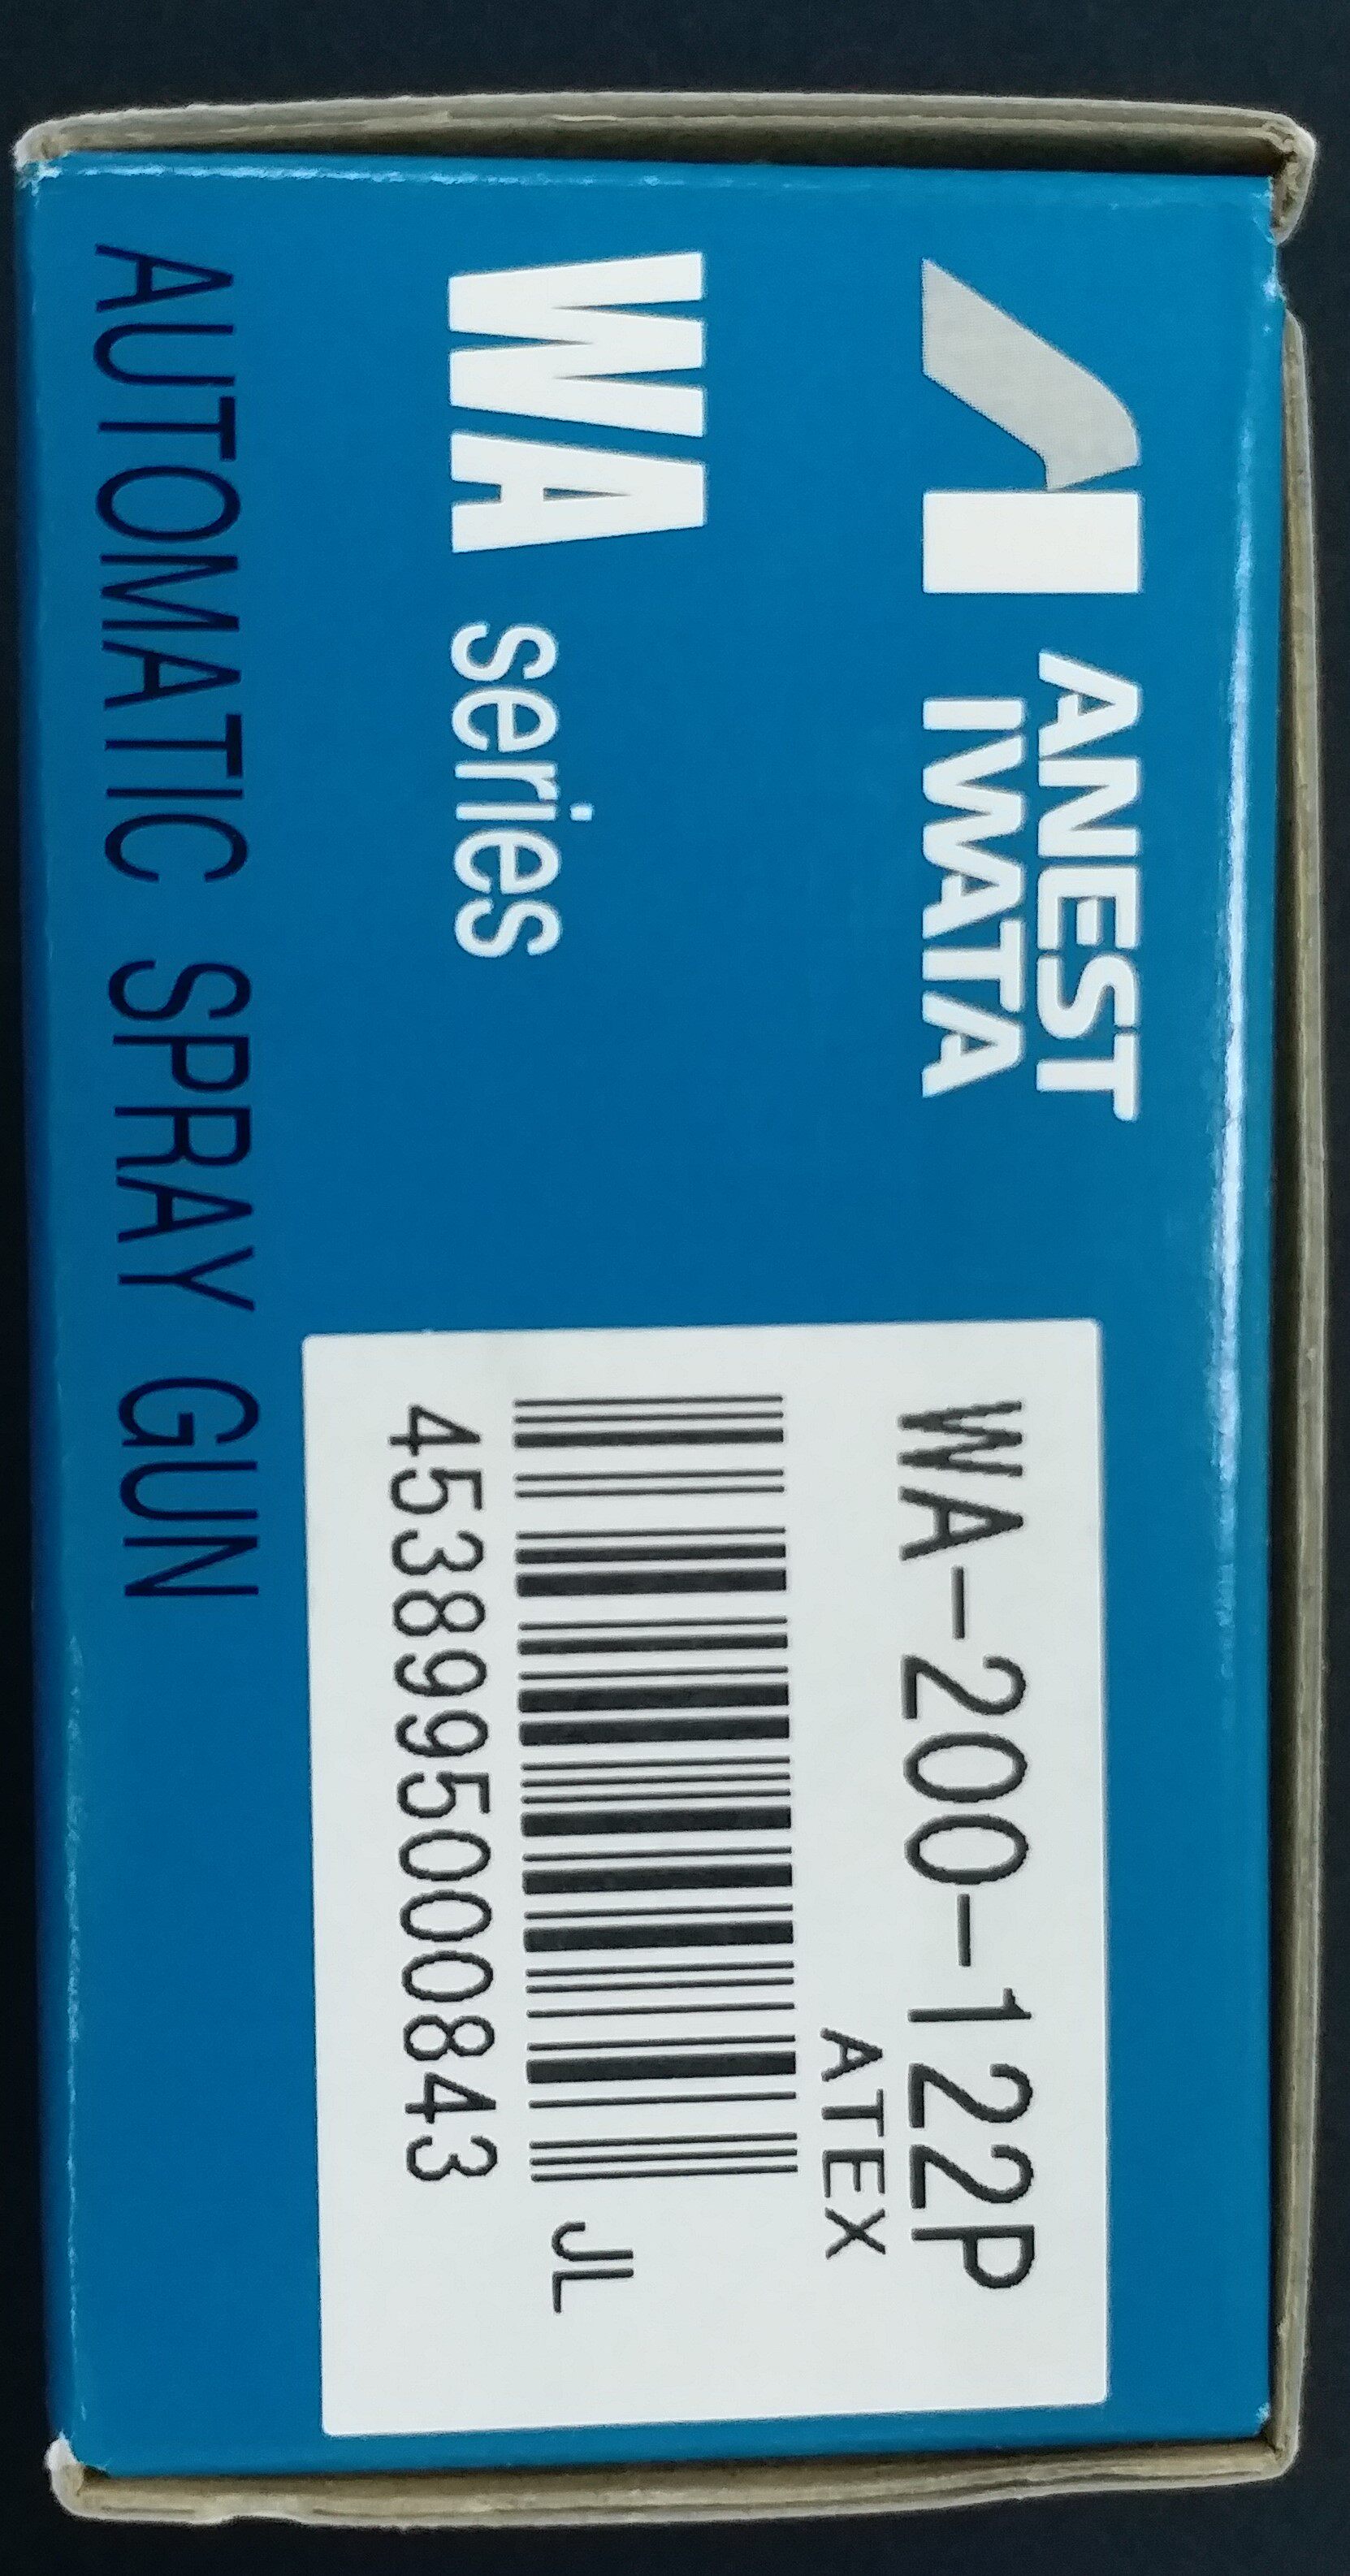 ANEST
IWATA
WA series
AUTOMATIC SPRAY GUN
WA-200-122P
ATEX
JL
4538995000843